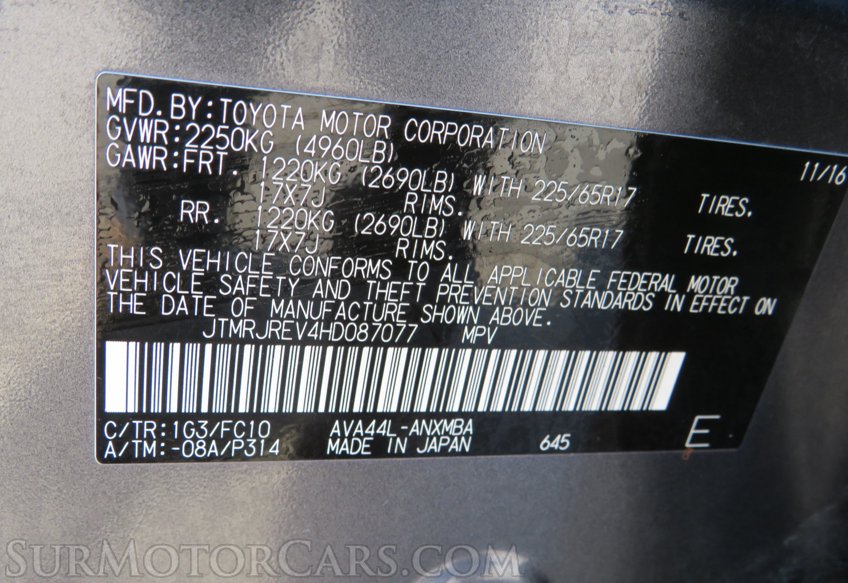 MFD. BY: TOYOTA MOTOR CORPORATION 11/16
GVWR: 2250KG (4960LB)
GAWR: FRT. 1220KG (2690LB) WITH 225/65R17 TIRES.
17X7J RIMS.
RR. 1220KG (2690LB) WITH 225/65R17 TIRES.
17X7J RIMS.
THIS VEHICLE CONFORMS TO ALL APPLICABLE FEDERAL MOTOR
VEHICLE SAFETY AND THEFT PREVENTION STANDARDS IN EFFECT ON
THE DATE OF MANUFACTURE SHOWN ABOVE.
JTMRJREV4HD087077 MPV
C/TR: 1G3/FC10 AVA44L-ANXMBA
A/TM: -08A/P314 MADE IN JAPAN 645 E
SURMOTORCARS.COM